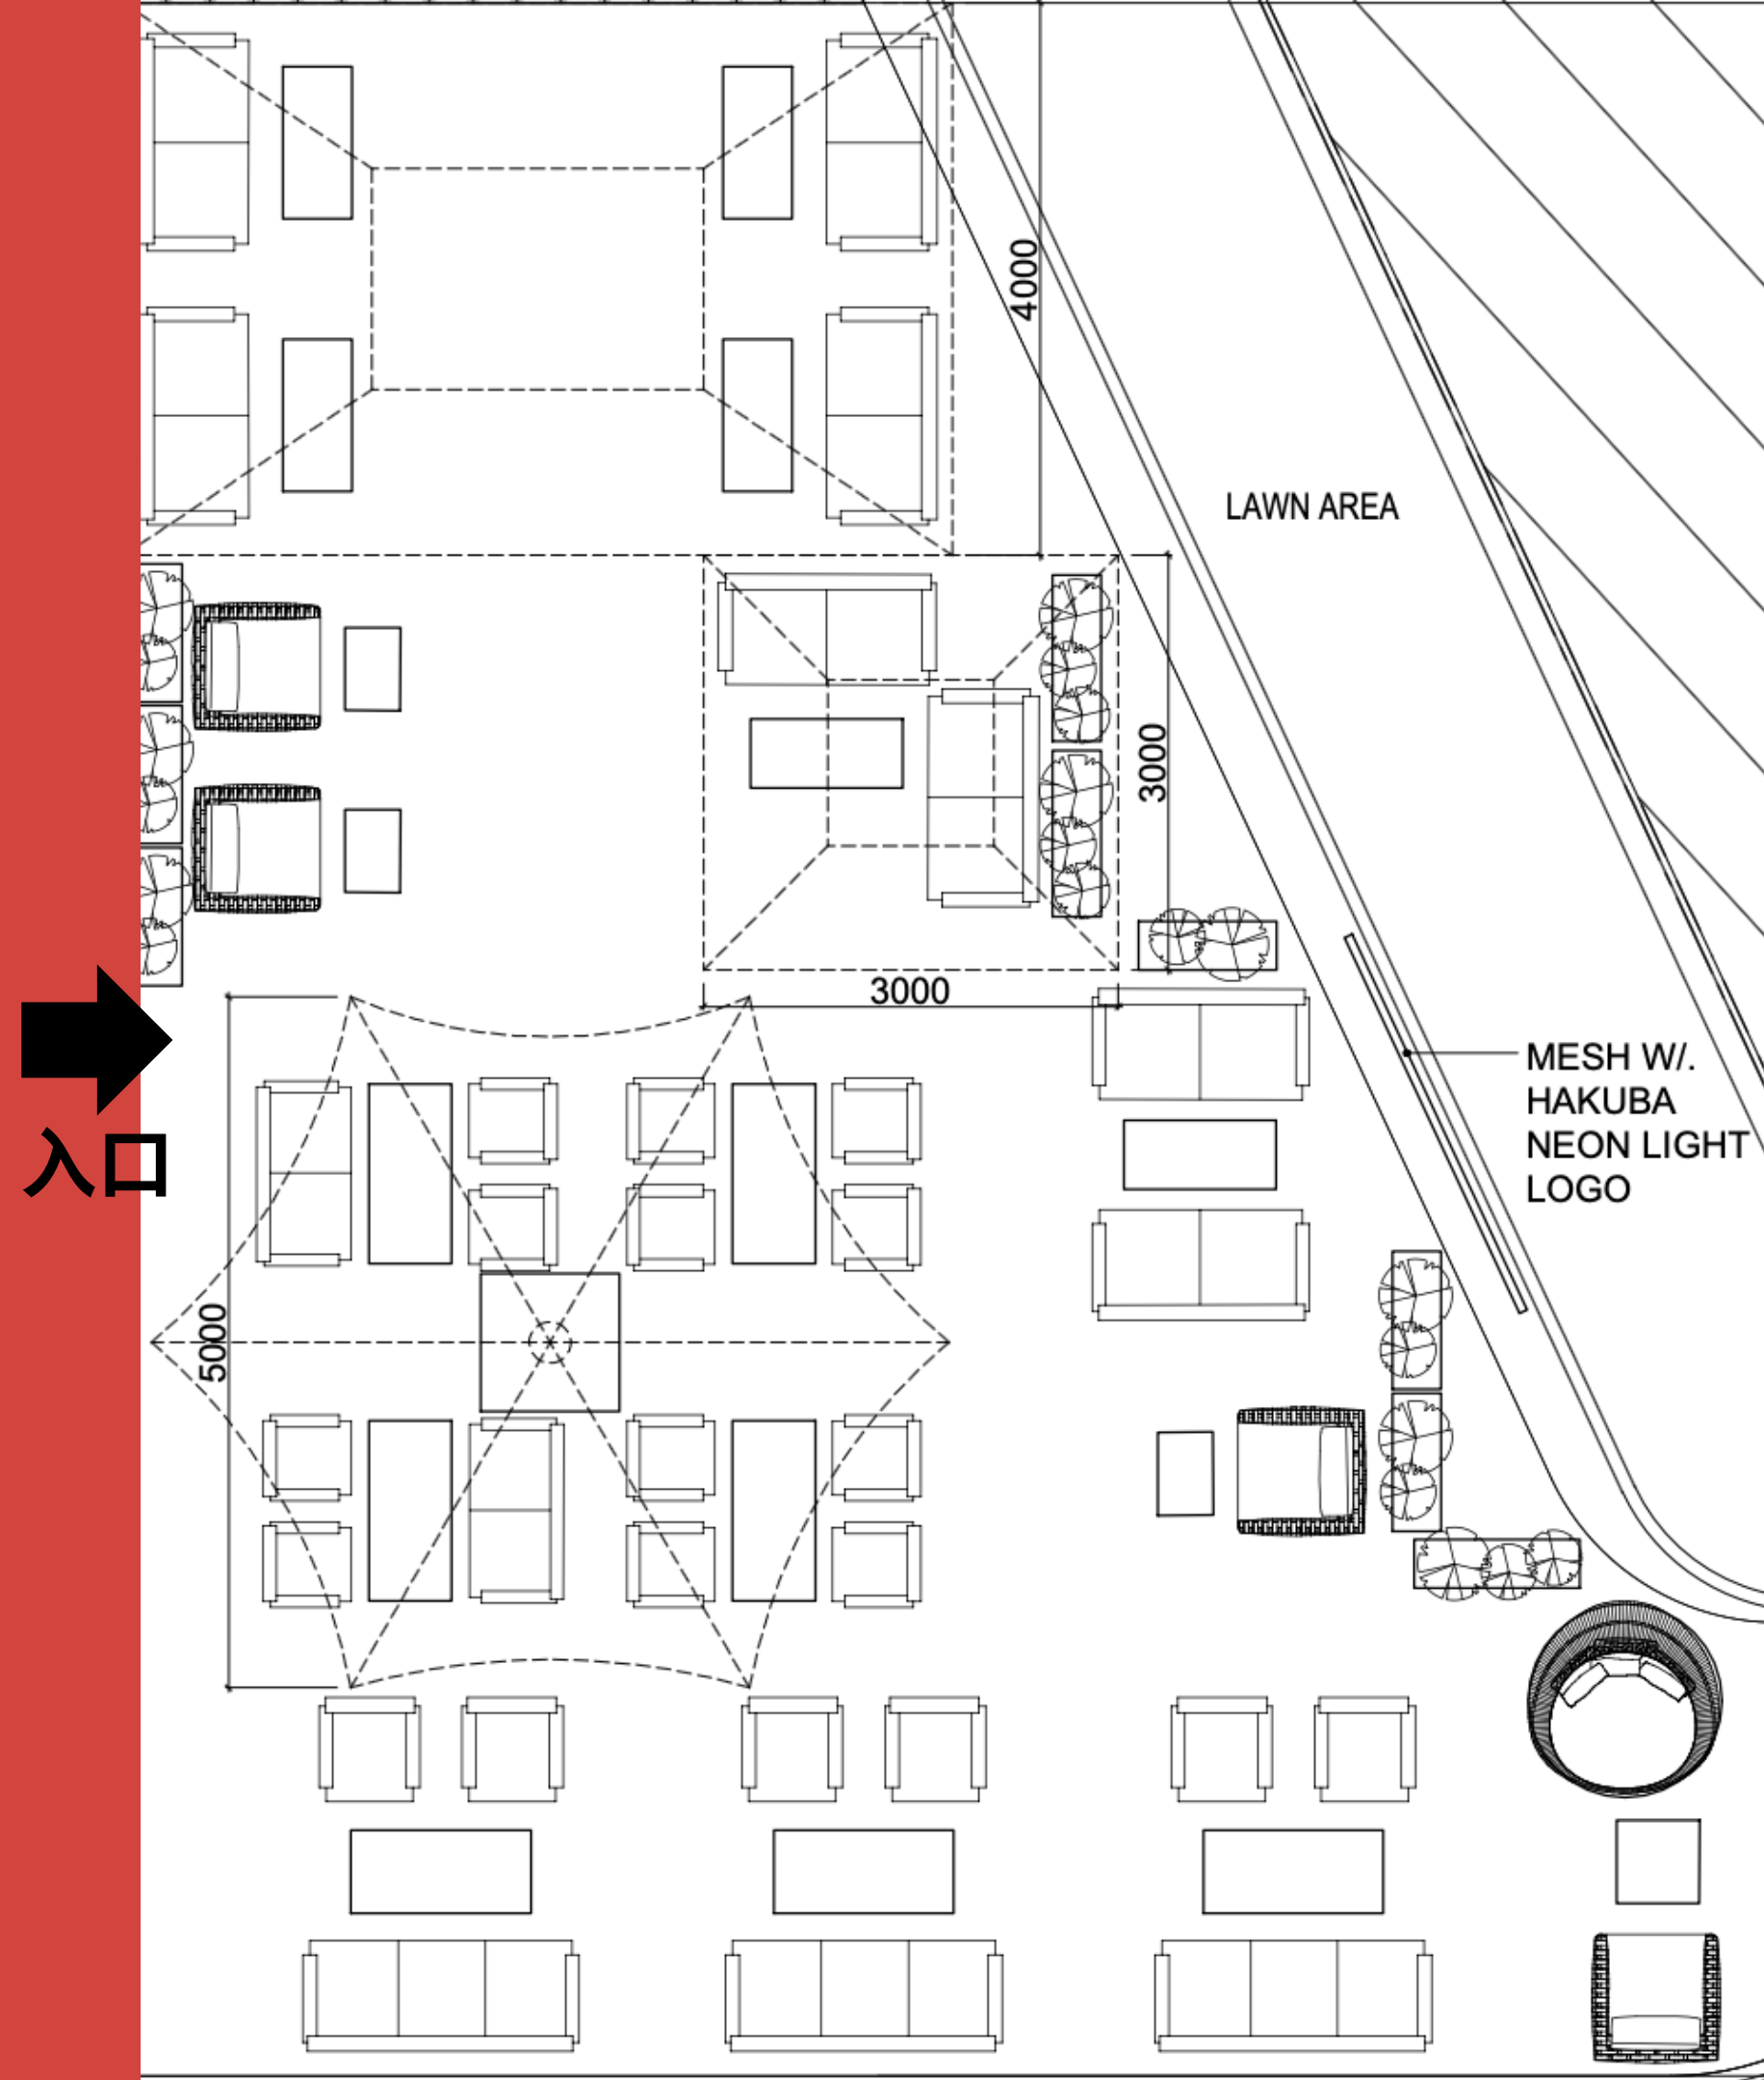 4000
LAWN AREA
3000
3000
MESH W/.
HAKUBA
NEON LIGHT
LOGO
入口
5000